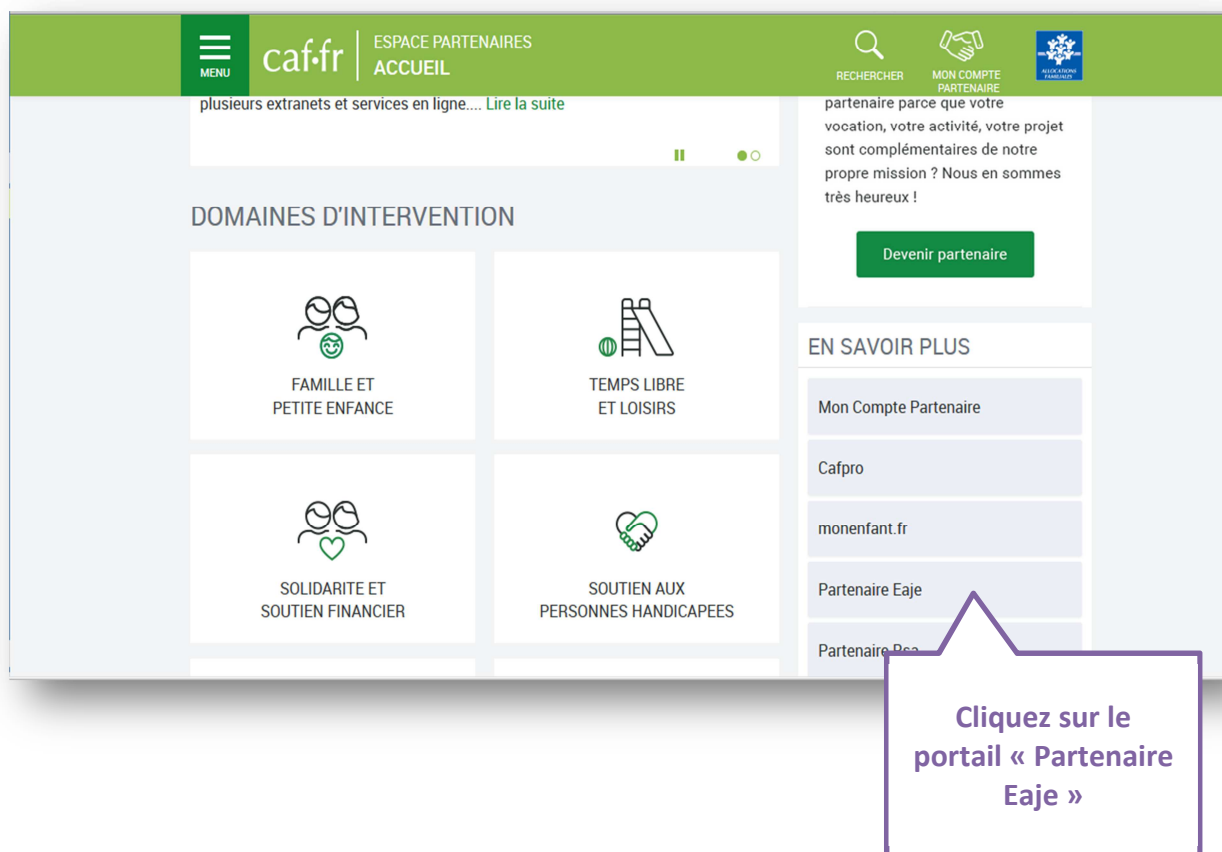 MENU
caf.fr
ESPACE PARTENAIRES
ACCUEIL
RECHERCHER
MON COMPTE
PARTENAIRE
ALLOCATIONS
FAMILIALES
plusieurs extranets et services en ligne.... Lire la suite
DOMAINES D'INTERVENTION
FAMILLE ET
PETITE ENFANCE
TEMPS LIBRE
ET LOISIRS
SOLIDARITE ET
SOUTIEN FINANCIER
SOUTIEN AUX
PERSONNES HANDICAPEES
partenaire parce que votre
vocation, votre activité, votre projet
sont complémentaires de notre
propre mission ? Nous en sommes
très heureux !
Devenir partenaire
EN SAVOIR PLUS
Mon Compte Partenaire
Cafpro
monenfant.fr
Partenaire Eaje
Partenaire Rsa
Cliquez sur le
portail « Partenaire
Eaje »